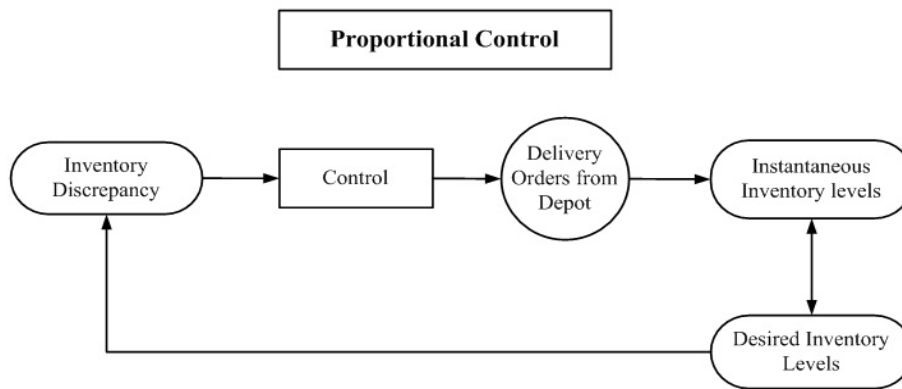 Proportional Control
Inventory
Discrepancy
Control
Delivery
Orders from
Depot
Instantaneous
Inventory levels
Desired Inventory
Levels